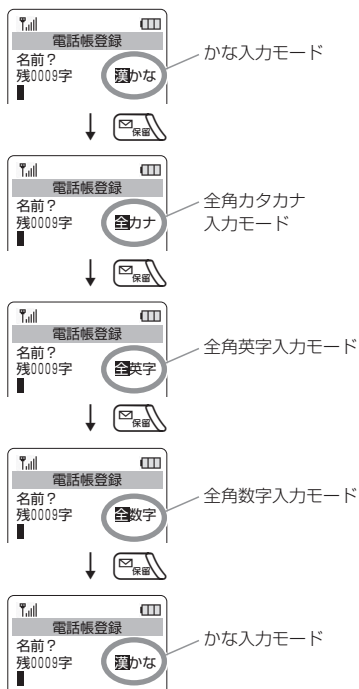 電話帳登録
名前?
残0009字 漢かな
かな入力モード
保留
電話帳登録
名前?
残0009字 全カナ
全角カタカナ
入力モード
保留
電話帳登録
名前?
残0009字 全英字
全角英字入力モード
保留
電話帳登録
名前?
残0009字 全数字
全角数字入力モード
保留
電話帳登録
名前?
残0009字 漢かな
かな入力モード